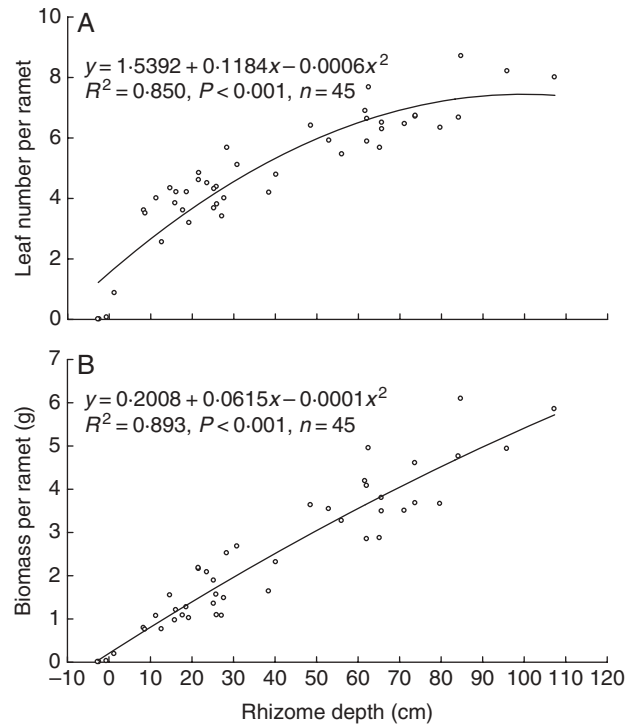 A
10
8
6
4
2
0
Leaf number per ramet
y = 1·5392 + 0·1184x − 0·0006x²
R² = 0·850, P < 0·001, n = 45
B
7
6
5
4
3
2
1
0
Biomass per ramet (g)
y = 0·2008 + 0·0615x − 0·0001x²
R² = 0·893, P < 0·001, n = 45
−10 0 10 20 30 40 50 60 70 80 90 100 110 120
Rhizome depth (cm)